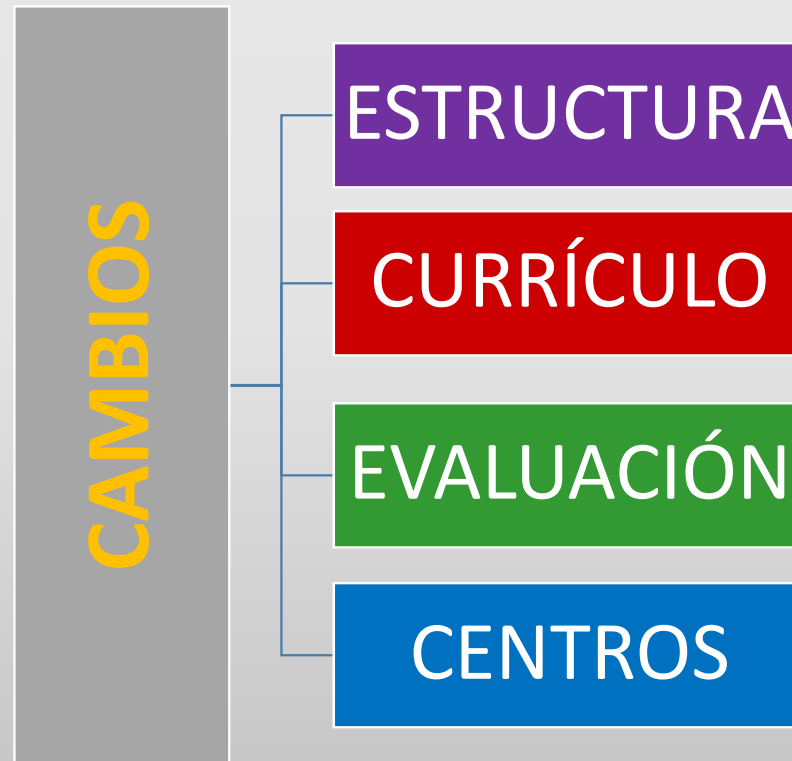 CAMBIOS
ESTRUCTURA
CURRÍCULO
EVALUACIÓN
CENTROS